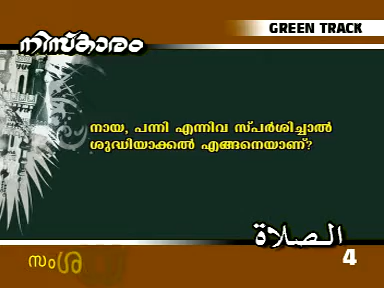 GREEN TRACK
നിസ്കാരം
നായ, പന്നി എന്നിവ സ്പർശിച്ചാൽ
ശുദ്ധിയാക്കൽ എങ്ങനെയാണ്?
الصلاة
സംശ
4